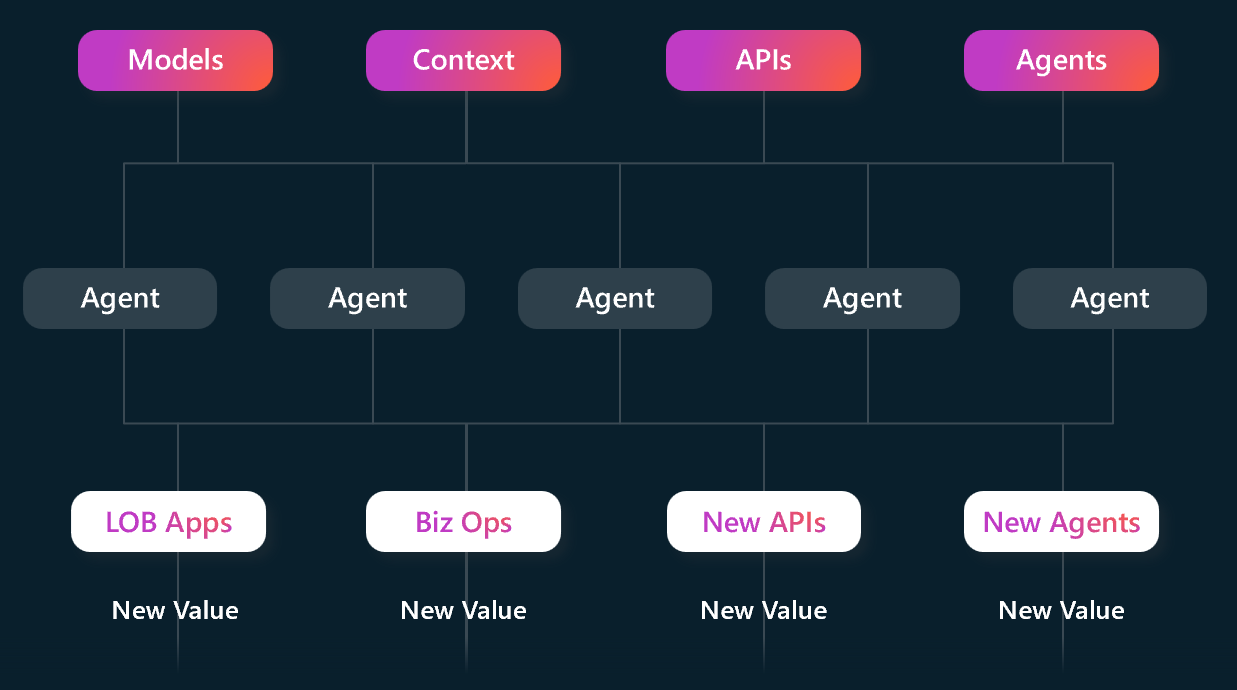 Models
Context
APIs
Agents
Agent
Agent
Agent
Agent
Agent
LOB Apps
Biz Ops
New APIs
New Agents
New Value
New Value
New Value
New Value